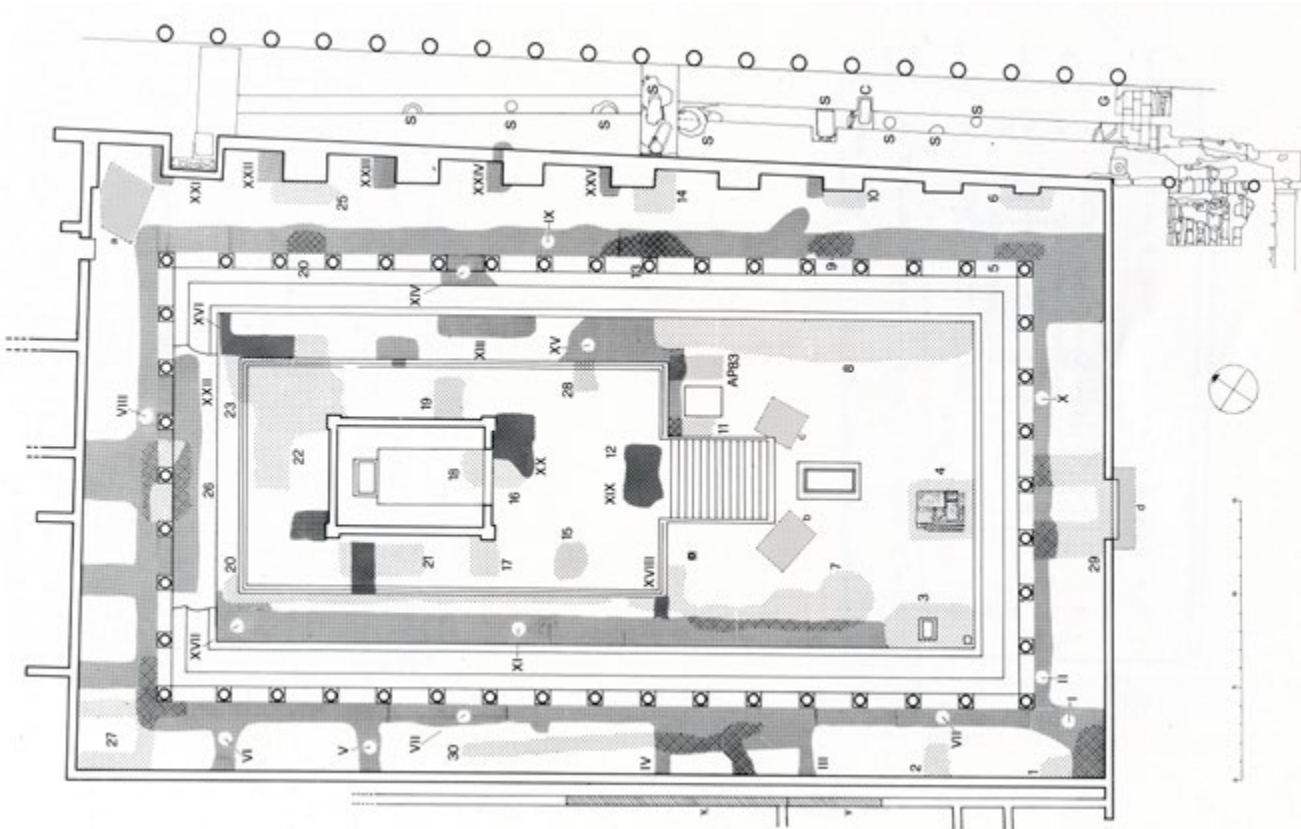 S
S
S
S
S
S
C
S
S
S
G
a
XXI
XXII
25
XXIII
XXIV
XXV
14
10
6
IX
20
XIV
13
9
5
XVI
XIII
XV
AP83
8
VIII
XXII
23
19
28
11
c
X
26
22
18
16
XX
12
XIX
4
d
20
21
17
15
XVIII
b
7
29
3
XVII
XI
II
I
27
VI
V
VII
30
IV
III
VII
2
1
x
y